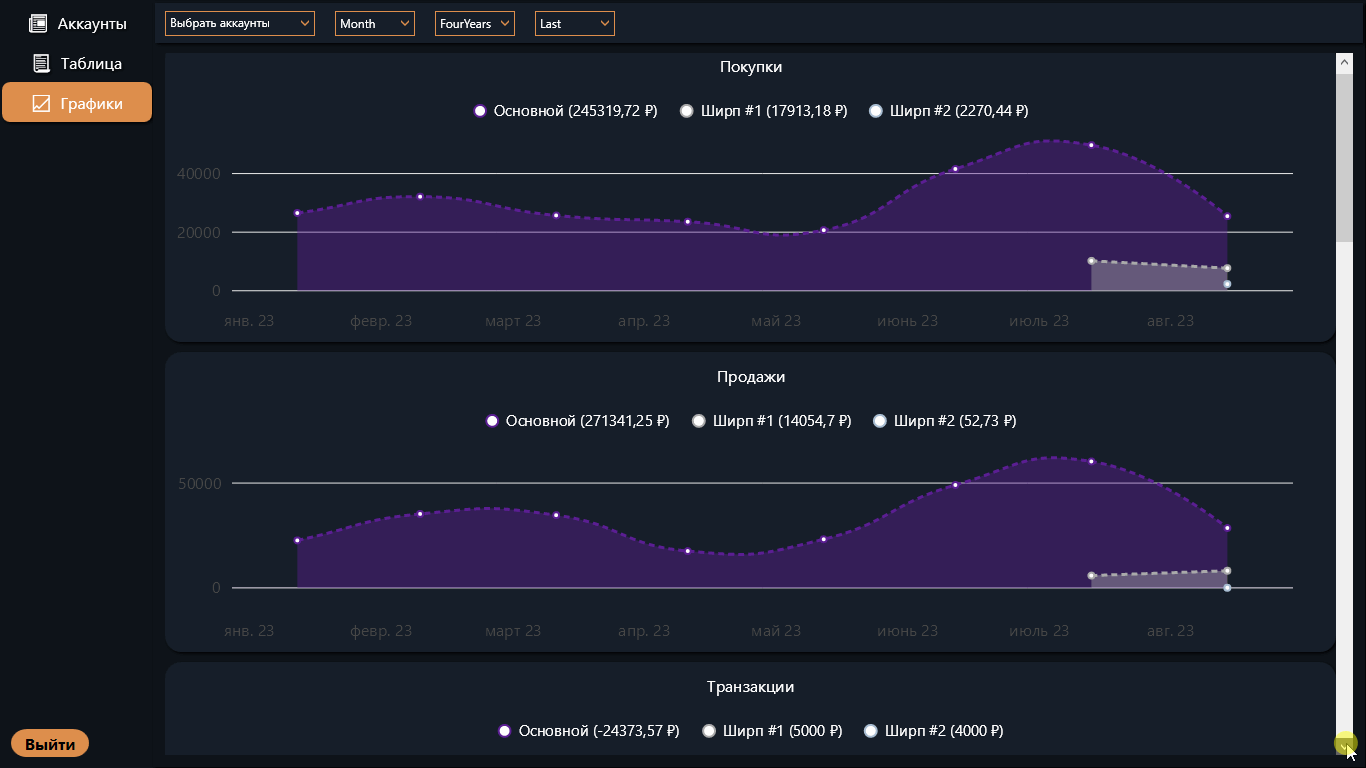 Аккаунты
Таблица
Графики
Выйти
Выбрать аккаунты Month FourYears Last
Покупки
Основной (245319,72 ₽) Ширп #1 (17913,18 ₽) Ширп #2 (2270,44 ₽)
40000
20000
0
янв. 23 февр. 23 март 23 апр. 23 май 23 июнь 23 июль 23 авг. 23
Продажи
Основной (271341,25 ₽) Ширп #1 (14054,7 ₽) Ширп #2 (52,73 ₽)
50000
0
янв. 23 февр. 23 март 23 апр. 23 май 23 июнь 23 июль 23 авг. 23
Транзакции
Основной (-24373,57 ₽) Ширп #1 (5000 ₽) Ширп #2 (4000 ₽)